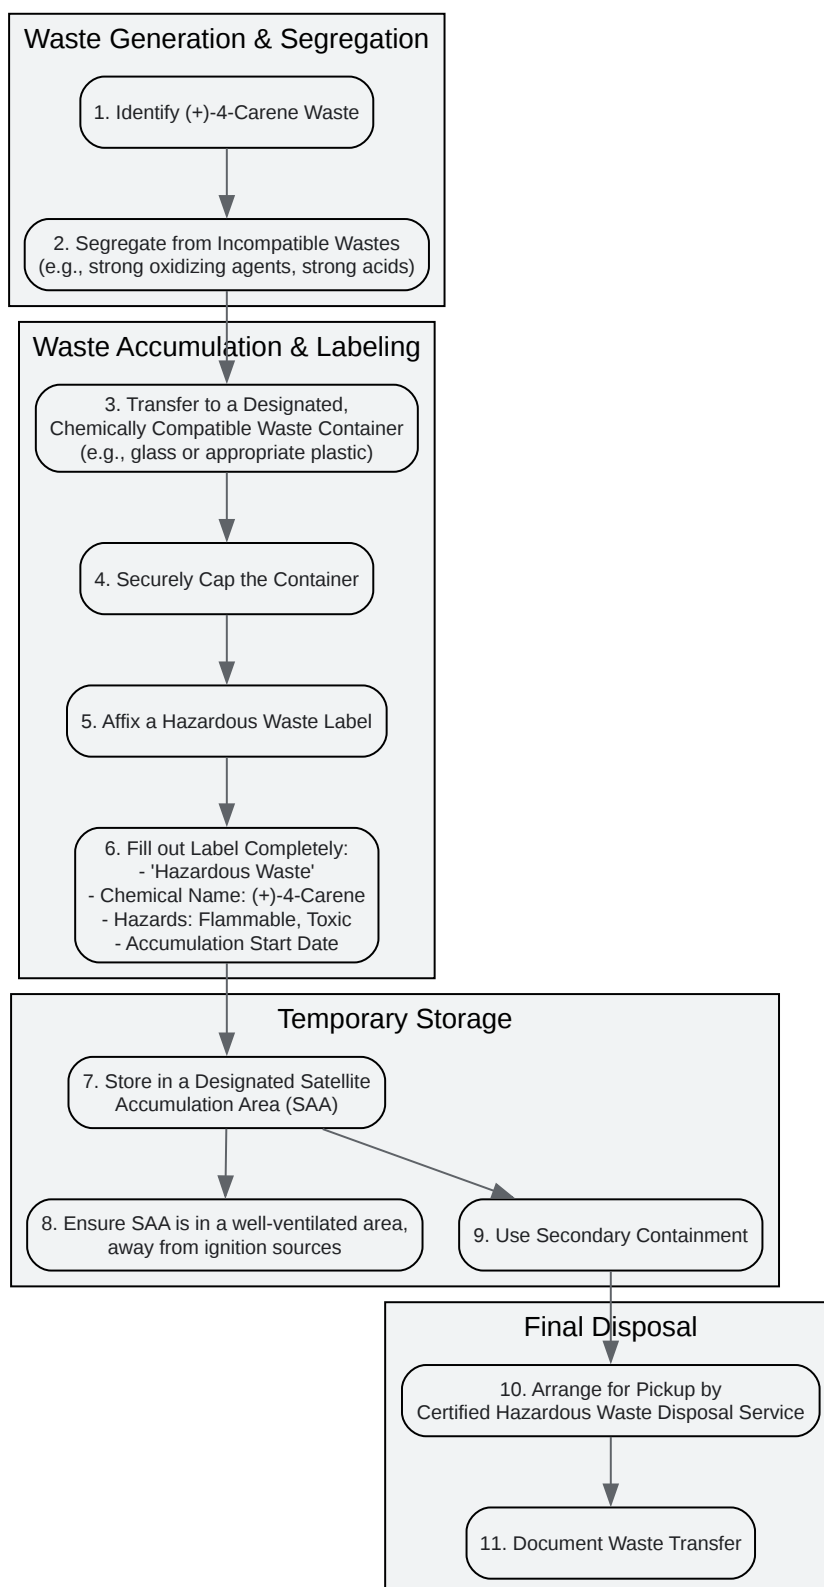 Waste Generation & Segregation
1. Identify (+)-4-Carene Waste
2. Segregate from Incompatible Wastes
(e.g., strong oxidizing agents, strong acids)
Waste Accumulation & Labeling
3. Transfer to a Designated,
Chemically Compatible Waste Container
(e.g., glass or appropriate plastic)
4. Securely Cap the Container
5. Affix a Hazardous Waste Label
6. Fill out Label Completely:
- 'Hazardous Waste'
- Chemical Name: (+)-4-Carene
- Hazards: Flammable, Toxic
- Accumulation Start Date
Temporary Storage
7. Store in a Designated Satellite
Accumulation Area (SAA)
8. Ensure SAA is in a well-ventilated area,
away from ignition sources
9. Use Secondary Containment
Final Disposal
10. Arrange for Pickup by
Certified Hazardous Waste Disposal Service
11. Document Waste Transfer